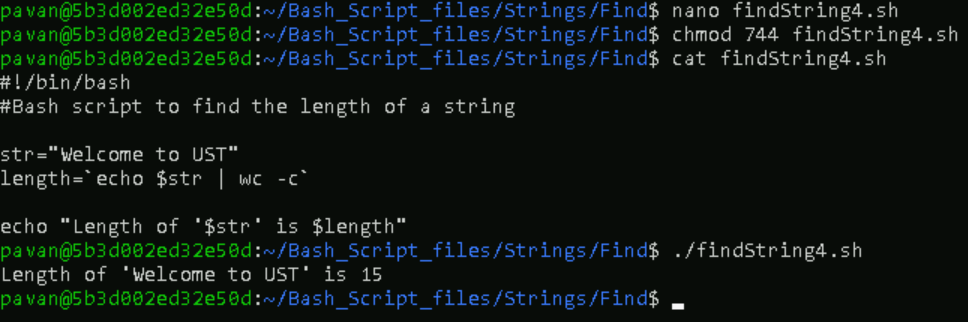 pavan@5b3d002ed32e50d:~/Bash_Script_files/Strings/Find$ nano findString4.sh
pavan@5b3d002ed32e50d:~/Bash_Script_files/Strings/Find$ chmod 744 findString4.sh
pavan@5b3d002ed32e50d:~/Bash_Script_files/Strings/Find$ cat findString4.sh
#!/bin/bash
#Bash script to find the length of a string
str="Welcome to UST"
length=`echo $str | wc -c`
echo "Length of '$str' is $length"
pavan@5b3d002ed32e50d:~/Bash_Script_files/Strings/Find$ ./findString4.sh
Length of 'Welcome to UST' is 15
pavan@5b3d002ed32e50d:~/Bash_Script_files/Strings/Find$